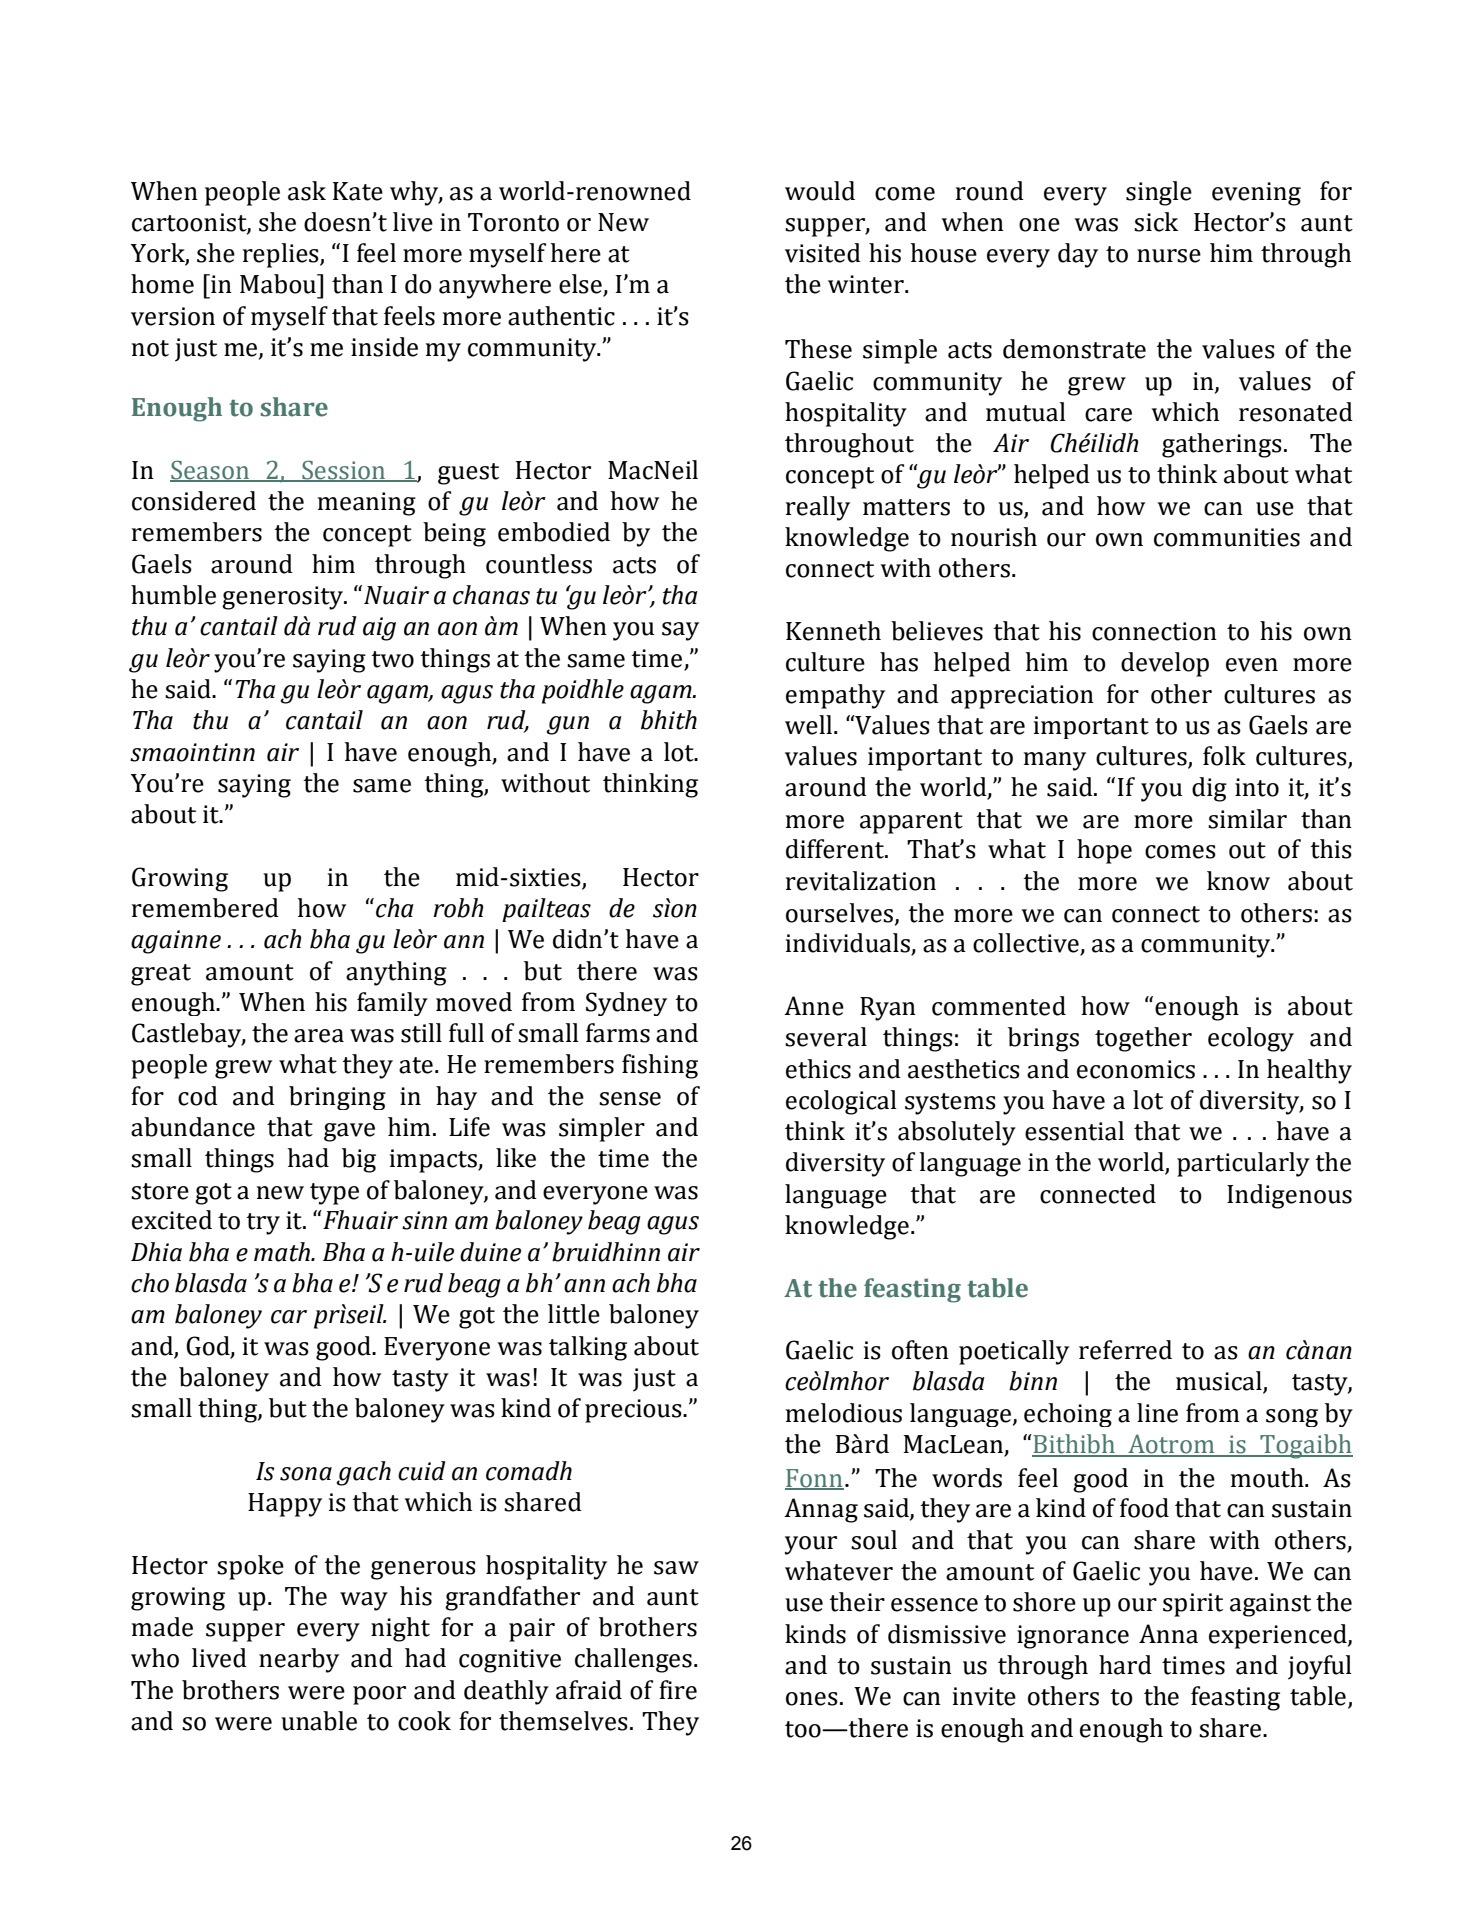 When people ask Kate why, as a world-renowned
cartoonist, she doesn’t live in Toronto or New
York, she replies, “I feel more myself here at
home [in Mabou] than I do anywhere else, I’m a
version of myself that feels more authentic . . . it’s
not just me, it’s me inside my community.”
Enough to share
In Season 2, Session 1, guest Hector MacNeil
considered the meaning of gu leòr and how he
remembers the concept being embodied by the
Gaels around him through countless acts of
humble generosity. “Nuair a chanas tu ‘gu leòr’, tha
thu a’ cantail dà rud aig an aon àm | When you say
gu leòr you’re saying two things at the same time,”
he said. “Tha gu leòr agam, agus tha poidhle agam.
Tha thu a’ cantail an aon rud, gun a bhith
smaointinn air | I have enough, and I have a lot.
You’re saying the same thing, without thinking
about it.”
Growing up in the mid-sixties, Hector
remembered how “cha robh pailteas de sìon
againne . . . ach bha gu leòr ann | We didn’t have a
great amount of anything . . . but there was
enough.” When his family moved from Sydney to
Castlebay, the area was still full of small farms and
people grew what they ate. He remembers fishing
for cod and bringing in hay and the sense of
abundance that gave him. Life was simpler and
small things had big impacts, like the time the
store got a new type of baloney, and everyone was
excited to try it. “Fhuair sinn am baloney beag agus
Dhia bha e math. Bha a h-uile duine a’ bruidhinn air
cho blasda ’s a bha e! ’S e rud beag a bh’ ann ach bha
am baloney car prìseil. | We got the little baloney
and, God, it was good. Everyone was talking about
the baloney and how tasty it was! It was just a
small thing, but the baloney was kind of precious.”
Is sona gach cuid an comadh
Happy is that which is shared
Hector spoke of the generous hospitality he saw
growing up. The way his grandfather and aunt
made supper every night for a pair of brothers
who lived nearby and had cognitive challenges.
The brothers were poor and deathly afraid of fire
and so were unable to cook for themselves. They
would come round every single evening for
supper, and when one was sick Hector’s aunt
visited his house every day to nurse him through
the winter.
These simple acts demonstrate the values of the
Gaelic community he grew up in, values of
hospitality and mutual care which resonated
throughout the Air Chéilidh gatherings. The
concept of “gu leòr” helped us to think about what
really matters to us, and how we can use that
knowledge to nourish our own communities and
connect with others.
Kenneth believes that his connection to his own
culture has helped him to develop even more
empathy and appreciation for other cultures as
well. “Values that are important to us as Gaels are
values important to many cultures, folk cultures,
around the world,” he said. “If you dig into it, it’s
more apparent that we are more similar than
different. That’s what I hope comes out of this
revitalization . . . the more we know about
ourselves, the more we can connect to others: as
individuals, as a collective, as a community.”
Anne Ryan commented how “enough is about
several things: it brings together ecology and
ethics and aesthetics and economics . . . In healthy
ecological systems you have a lot of diversity, so I
think it’s absolutely essential that we . . . have a
diversity of language in the world, particularly the
language that are connected to Indigenous
knowledge.”
At the feasting table
Gaelic is often poetically referred to as an cànan
ceòlmhor blasda binn | the musical, tasty,
melodious language, echoing a line from a song by
the Bàrd MacLean, “Bithibh Aotrom is Togaibh
Fonn.” The words feel good in the mouth. As
Annag said, they are a kind of food that can sustain
your soul and that you can share with others,
whatever the amount of Gaelic you have. We can
use their essence to shore up our spirit against the
kinds of dismissive ignorance Anna experienced,
and to sustain us through hard times and joyful
ones. We can invite others to the feasting table,
too—there is enough and enough to share.
26